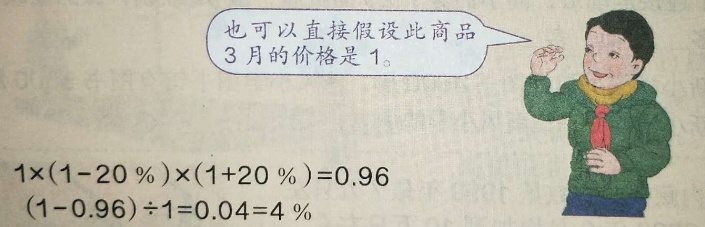 也可以直接假设此商品
3月的价格是1。
1×(1-20 %)×(1+20 %)=0.96
(1-0.96)÷1=0.04=4 %